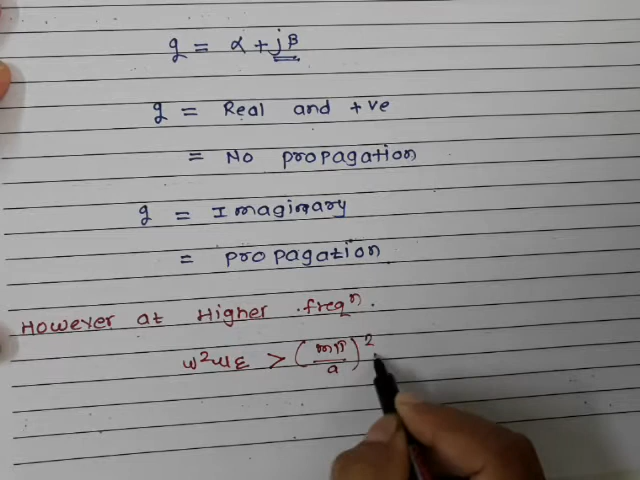 g = α + jβ
g = Real and +ve
= No propagation
g = Imaginary
= propagation
However at Higher freqⁿ.
ω²με > (mπ/a)²